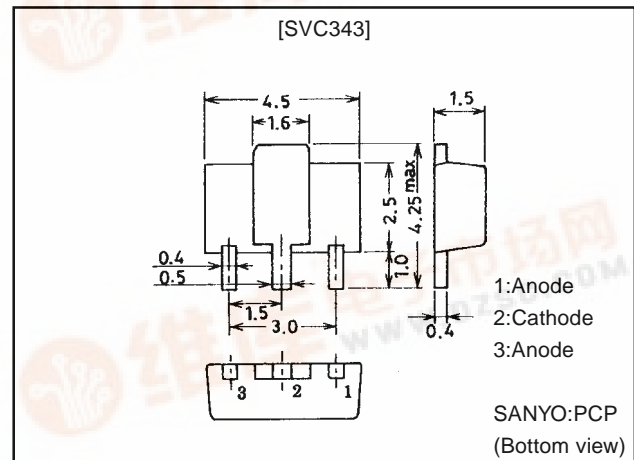 [SVC343]
4.5
1.6
1.5
2.5
4.25 max
1.0
0.4
0.5
1.5
3.0
0.4
1:Anode
2:Cathode
3:Anode
3 2 1
SANYO:PCP
(Bottom view)